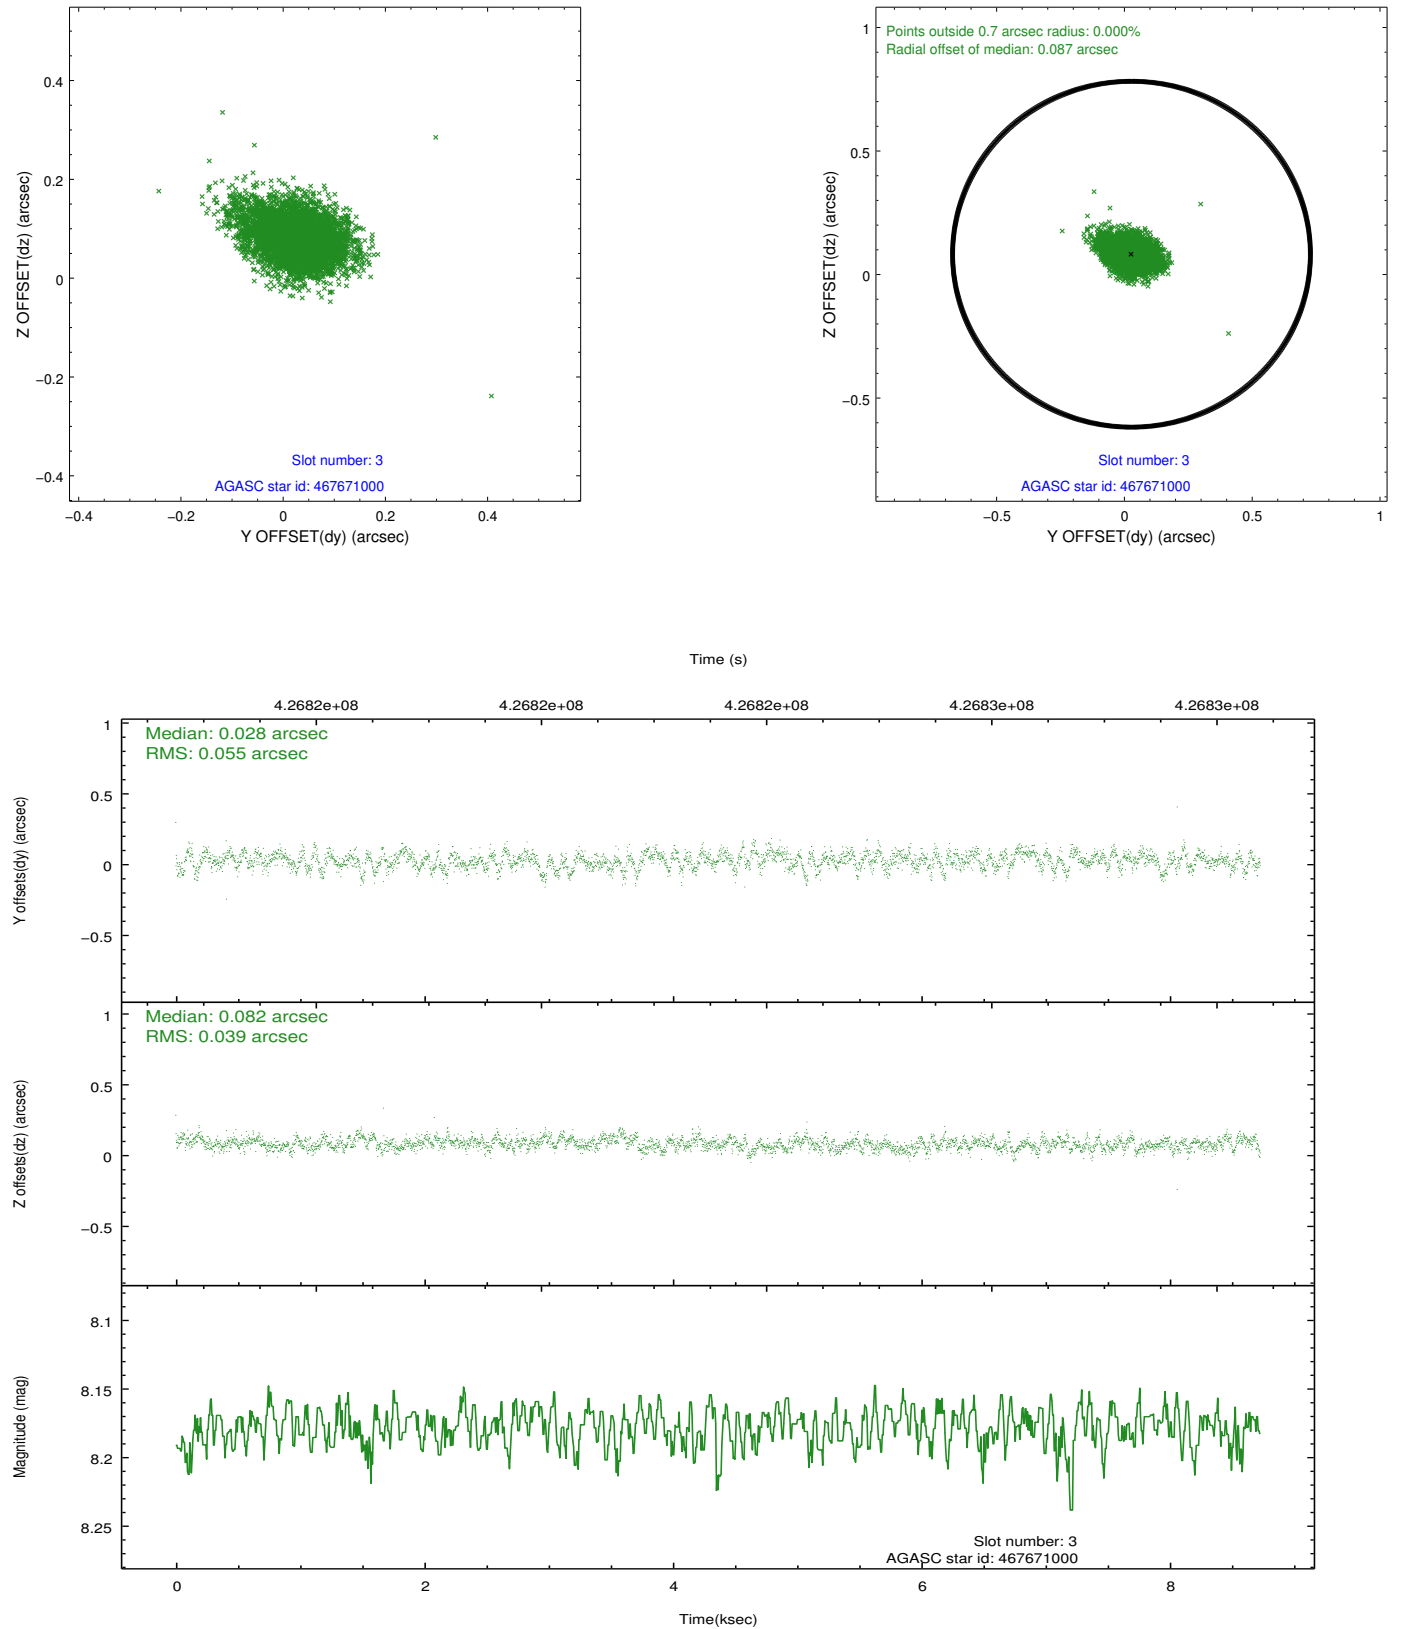 0.4
0.2
0
−0.2
−0.4
Z OFFSET(dz) (arcsec)
Slot number: 3
AGASC star id: 467671000
−0.4 −0.2 0 0.2 0.4
Y OFFSET(dy) (arcsec)
Points outside 0.7 arcsec radius: 0.000%
Radial offset of median: 0.087 arcsec
1
0.5
0
−0.5
Z OFFSET(dz) (arcsec)
Slot number: 3
AGASC star id: 467671000
−0.5 0 0.5 1
Y OFFSET(dy) (arcsec)
Time (s)
4.2682e+08 4.2682e+08 4.2682e+08 4.2683e+08 4.2683e+08
Median: 0.028 arcsec
RMS: 0.055 arcsec
1
0.5
0
−0.5
Y offsets(dy) (arcsec)
Median: 0.082 arcsec
RMS: 0.039 arcsec
1
0.5
0
−0.5
Z offsets(dz) (arcsec)
8.1
8.15
8.2
8.25
Magnitude (mag)
Slot number: 3
AGASC star id: 467671000
0 2 4 6 8
Time(ksec)